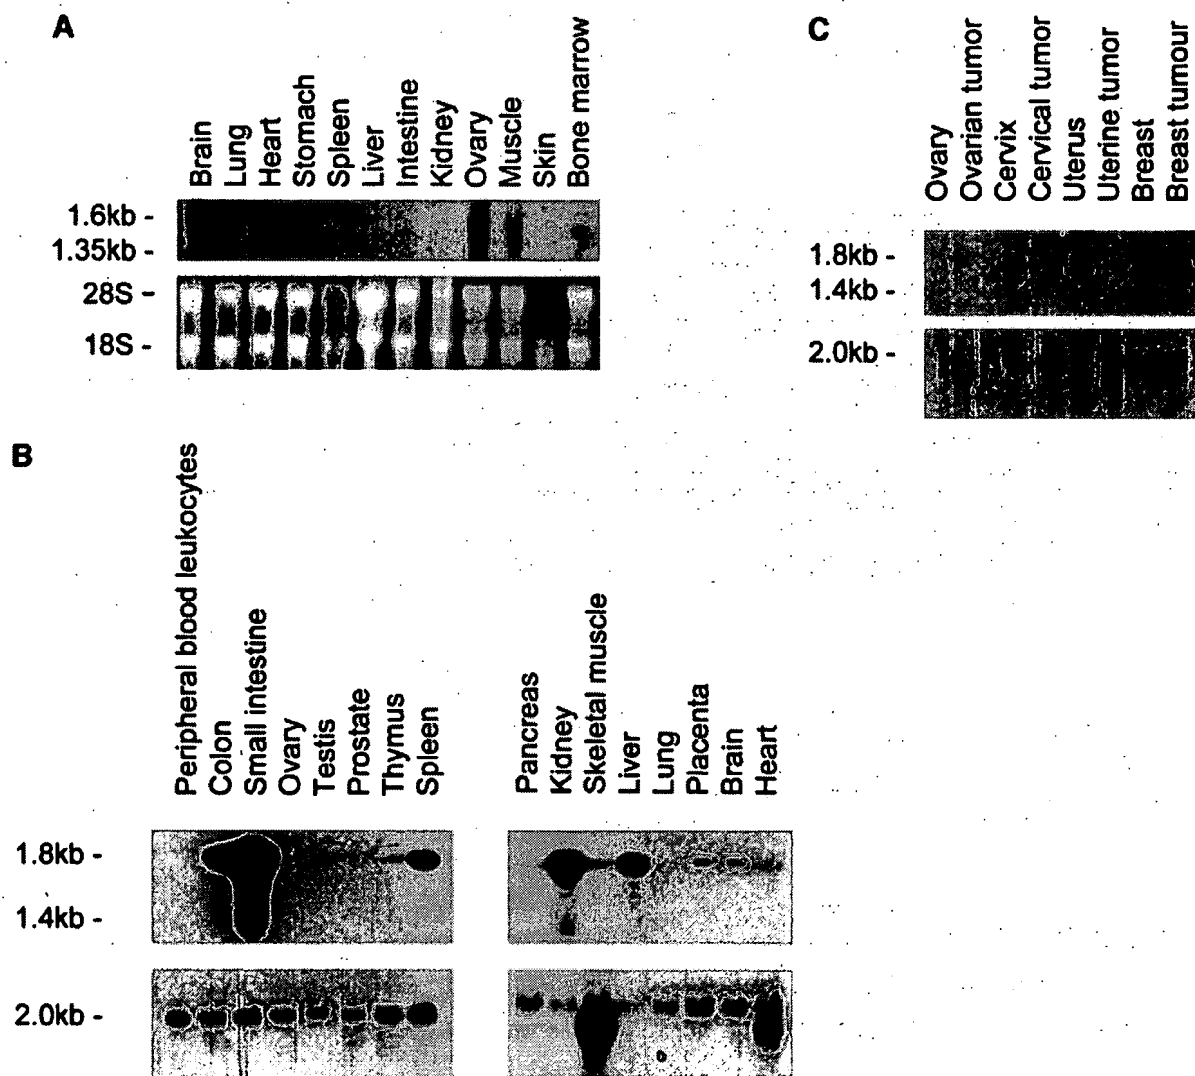 A
Brain
Lung
Heart
Stomach
Spleen
Liver
Intestine
Kidney
Ovary
Muscle
Skin
Bone marrow
1.6kb -
1.35kb -
28S -
18S -
C
Ovary
Ovarian tumor
Cervix
Cervical tumor
Uterus
Uterine tumor
Breast
Breast tumour
1.8kb -
1.4kb -
2.0kb -
B
Peripheral blood leukocytes
Colon
Small intestine
Ovary
Testis
Prostate
Thymus
Spleen
Pancreas
Kidney
Skeletal muscle
Liver
Lung
Placenta
Brain
Heart
1.8kb -
1.4kb -
2.0kb -